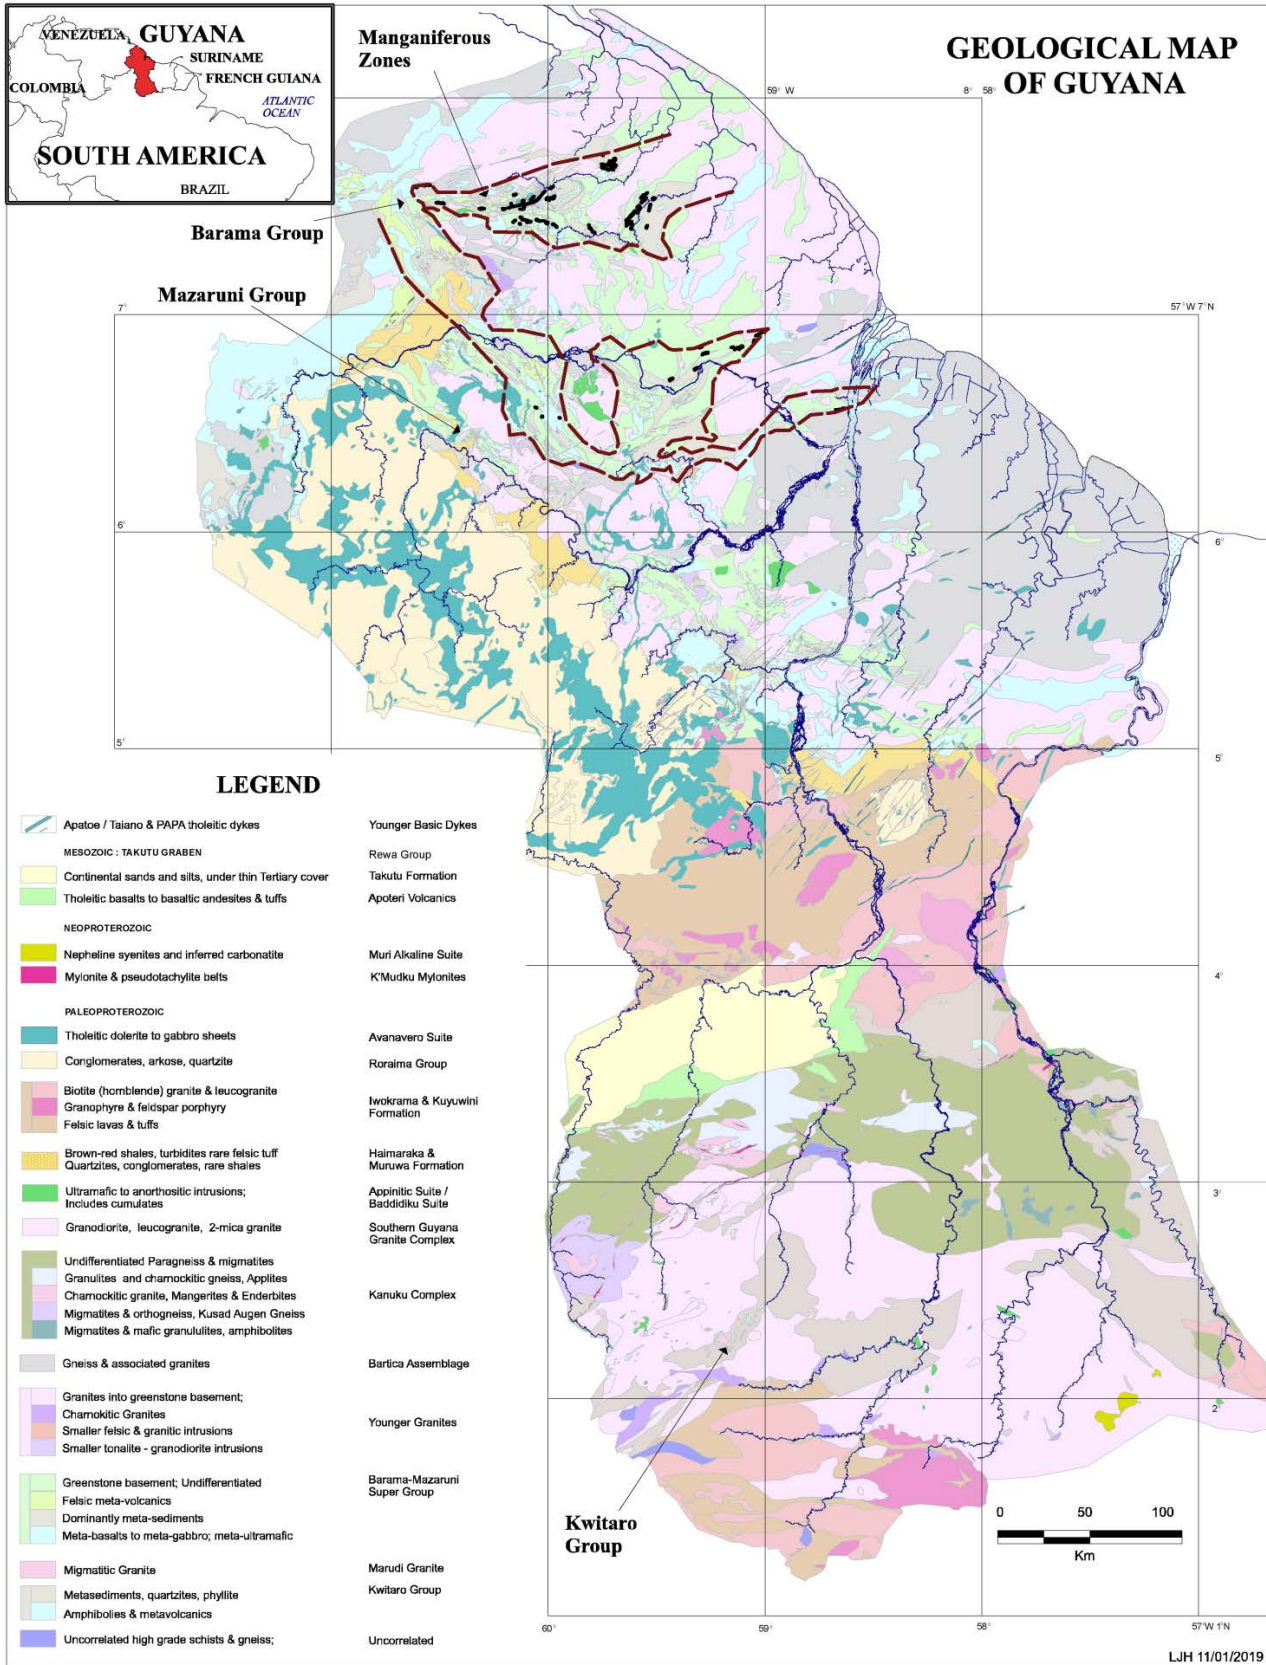 VENEZUELA
GUYANA
SURINAME
FRENCH GUIANA
COLOMBIA
ATLANTIC
OCEAN
SOUTH AMERICA
BRAZIL
Manganiferous
Zones
GEOLOGICAL MAP
OF GUYANA
59° W
8° 58°
Barama Group
Mazaruni Group
7°
57°W 7°N
6°
6°
5°
5°
4°
3°
2°
LEGEND
Apatoe / Taiano & PAPA tholeitic dykes
Younger Basic Dykes
MESOZOIC : TAKUTU GRABEN
Rewa Group
Continental sands and silts, under thin Tertiary cover
Takutu Formation
Tholeitic basalts to basaltic andesites & tuffs
Apoteri Volcanics
NEOPROTEROZOIC
Nepheline syenites and inferred carbonatite
Muri Alkaline Suite
Mylonite & pseudotachylite belts
K'Mudku Mylonites
PALEOPROTEROZOIC
Tholeitic dolerite to gabbro sheets
Avanavero Suite
Conglomerates, arkose, quartzite
Roraima Group
Biotite (hornblende) granite & leucogranite
Granophyre & feldspar porphyry
Felsic lavas & tuffs
Iwokrama & Kuyuwini
Formation
Brown-red shales, turbidites rare felsic tuff
Quartzites, conglomerates, rare shales
Haimaraka &
Muruwa Formation
Ultramafic to anorthositic intrusions;
Includes cumulates
Appinitic Suite /
Baddidiku Suite
Granodiorite, leucogranite, 2-mica granite
Southern Guyana
Granite Complex
Undifferentiated Paragneiss & migmatites
Granulites and charnockitic gneiss, Applites
Charnockitic granite, Mangerites & Enderbites
Migmatites & orthogneiss, Kusad Augen Gneiss
Migmatites & mafic granululites, amphibolites
Kanuku Complex
Gneiss & associated granites
Bartica Assemblage
Granites into greenstone basement;
Charnokitic Granites
Smaller felsic & granitic intrusions
Smaller tonalite - granodiorite intrusions
Younger Granites
Greenstone basement; Undifferentiated
Felsic meta-volcanics
Dominantly meta-sediments
Meta-basalts to meta-gabbro; meta-ultramafic
Barama-Mazaruni
Super Group
Migmatitic Granite
Marudi Granite
Metasediments, quartzites, phyllite
Amphibolies & metavolcanics
Kwitaro Group
Uncorrelated high grade schists & gneiss;
Uncorrelated
Kwitaro
Group
0 50 100
Km
60°
59°
58°
57°W 1°N
LJH 11/01/2019